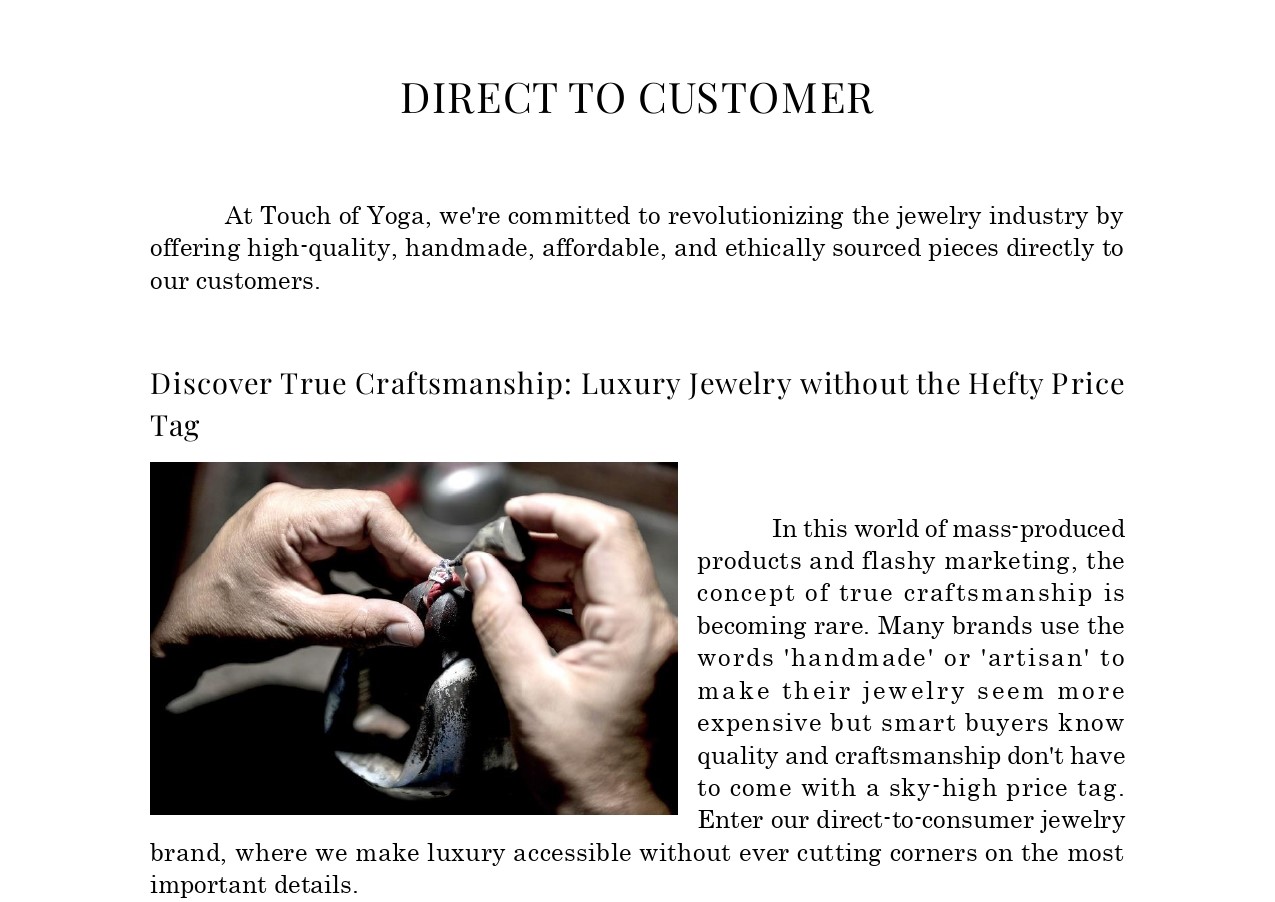 DIRECT TO CUSTOMER
At Touch of Yoga, we're committed to revolutionizing the jewelry industry by
offering high-quality, handmade, affordable, and ethically sourced pieces directly to
our customers.
Discover True Craftsmanship: Luxury Jewelry without the Hefty Price
Tag
In this world of mass-produced
products and flashy marketing, the
concept of true craftsmanship is
becoming rare. Many brands use the
words 'handmade' or 'artisan' to
make their jewelry seem more
expensive but smart buyers know
quality and craftsmanship don't have
to come with a sky-high price tag.
Enter our direct-to-consumer jewelry
brand, where we make luxury accessible without ever cutting corners on the most
important details.